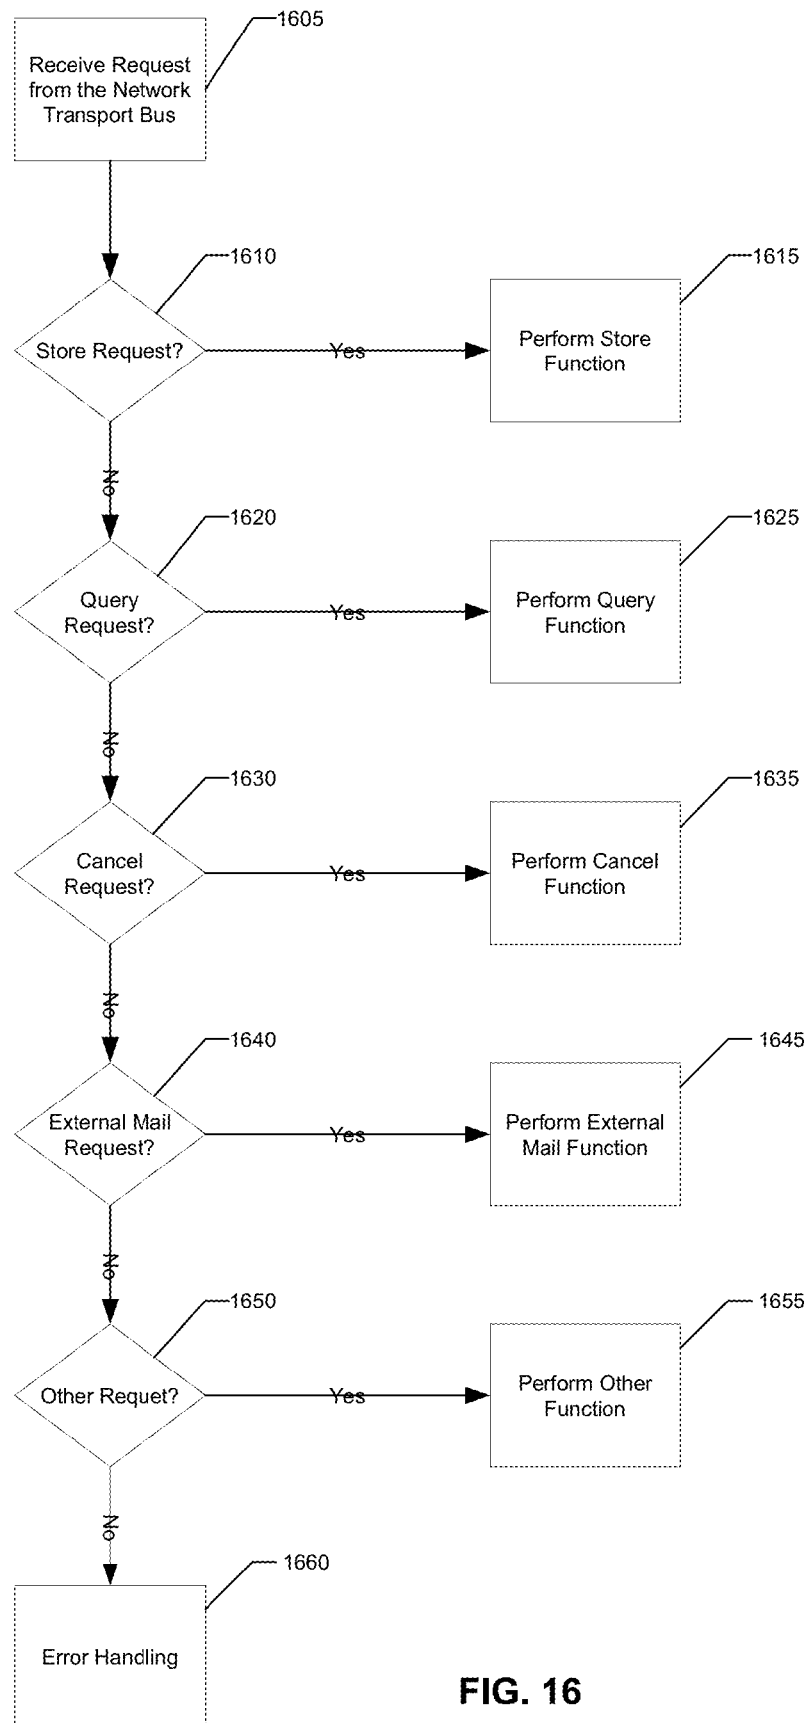 1605
Receive Request
from the Network
Transport Bus
1610
Store Request?
Yes
1615
Perform Store
Function
No
1620
Query
Request?
Yes
1625
Perform Query
Function
No
1630
Cancel
Request?
Yes
1635
Perform Cancel
Function
No
1640
External Mail
Request?
Yes
1645
Perform External
Mail Function
No
1650
Other Requet?
Yes
1655
Perform Other
Function
No
1660
Error Handling
FIG. 16